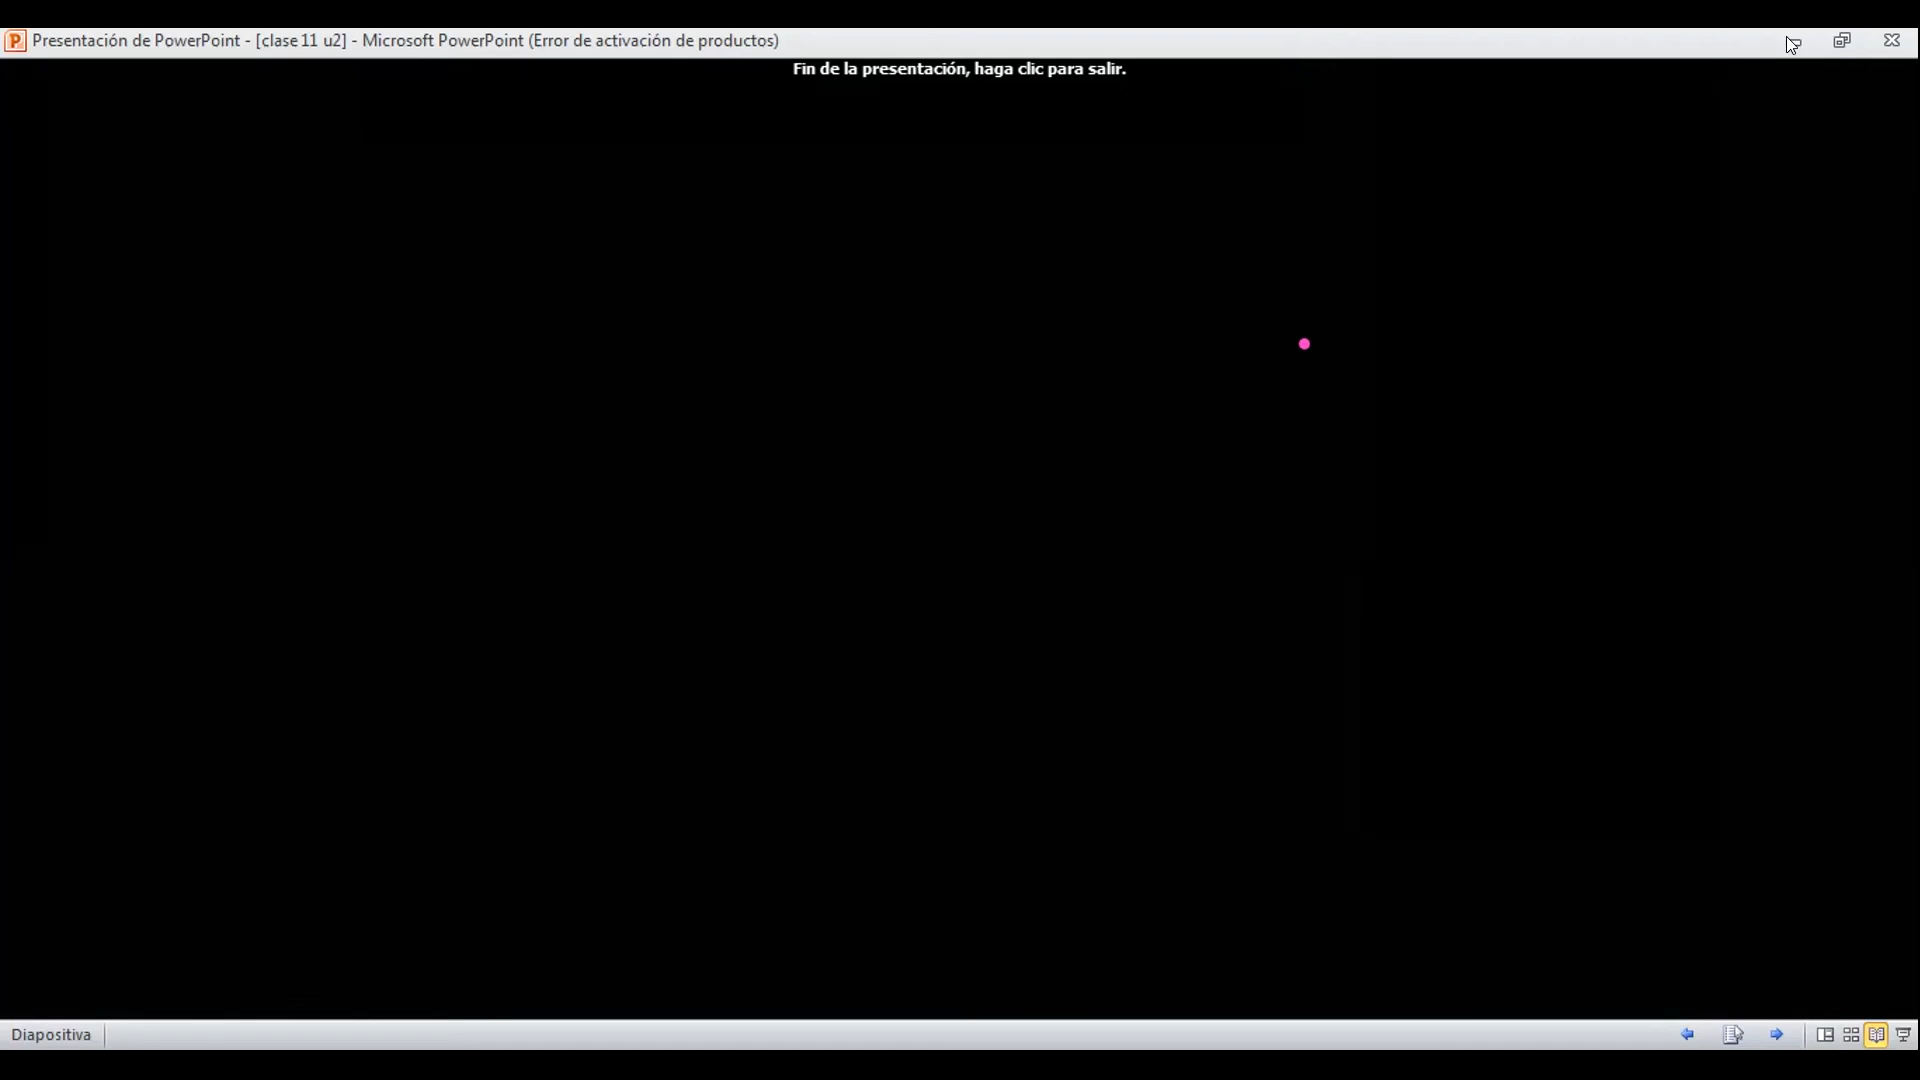 Presentación de PowerPoint - [clase 11 u2] - Microsoft PowerPoint (Error de activación de productos)
Fin de la presentación, haga clic para salir.
Diapositiva